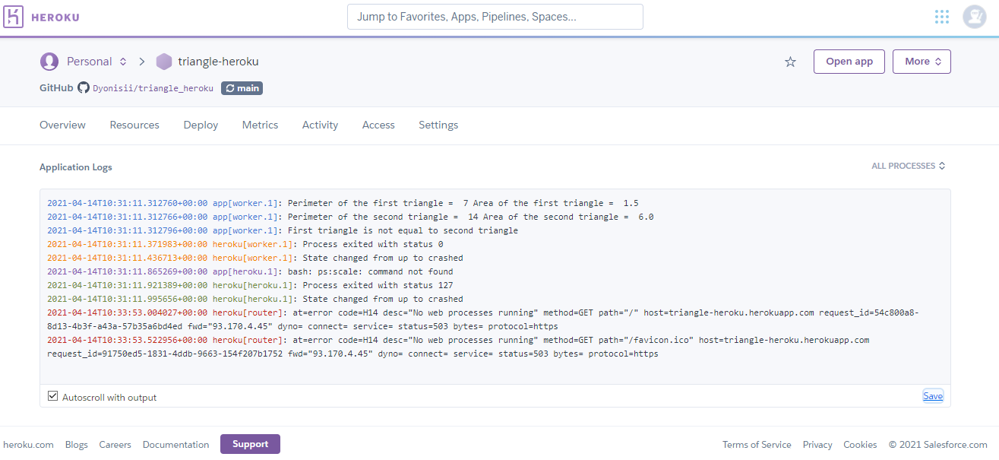 HEROKU
Jump to Favorites, Apps, Pipelines, Spaces...
Personal triangle-heroku
Open app
More
GitHub Dyonisii/triangle_heroku main
Overview Resources Deploy Metrics Activity Access Settings
Application Logs
ALL PROCESSES
2021-04-14T10:31:11.312760+00:00 app[worker.1]: Perimeter of the first triangle =  7 Area of the first triangle =  1.5
2021-04-14T10:31:11.312766+00:00 app[worker.1]: Perimeter of the second triangle =  14 Area of the second triangle =  6.0
2021-04-14T10:31:11.312796+00:00 app[worker.1]: First triangle is not equal to second triangle
2021-04-14T10:31:11.371983+00:00 heroku[worker.1]: Process exited with status 0
2021-04-14T10:31:11.436713+00:00 heroku[worker.1]: State changed from up to crashed
2021-04-14T10:31:11.865269+00:00 app[heroku.1]: bash: ps:scale: command not found
2021-04-14T10:31:11.921389+00:00 heroku[heroku.1]: Process exited with status 127
2021-04-14T10:31:11.995656+00:00 heroku[heroku.1]: State changed from up to crashed
2021-04-14T10:33:53.004027+00:00 heroku[router]: at=error code=H14 desc="No web processes running" method=GET path="/" host=triangle-heroku.herokuapp.com request_id=54c800a8-
8d13-4b3f-a43a-57b35a6bd4ed fwd="93.170.4.45" dyno= connect= service= status=503 bytes= protocol=https
2021-04-14T10:33:53.522956+00:00 heroku[router]: at=error code=H14 desc="No web processes running" method=GET path="/favicon.ico" host=triangle-heroku.herokuapp.com
request_id=91750ed5-1831-4ddb-9663-154f207b1752 fwd="93.170.4.45" dyno= connect= service= status=503 bytes= protocol=https
Autoscroll with output
Save
heroku.com Blogs Careers Documentation Support
Terms of Service Privacy Cookies © 2021 Salesforce.com